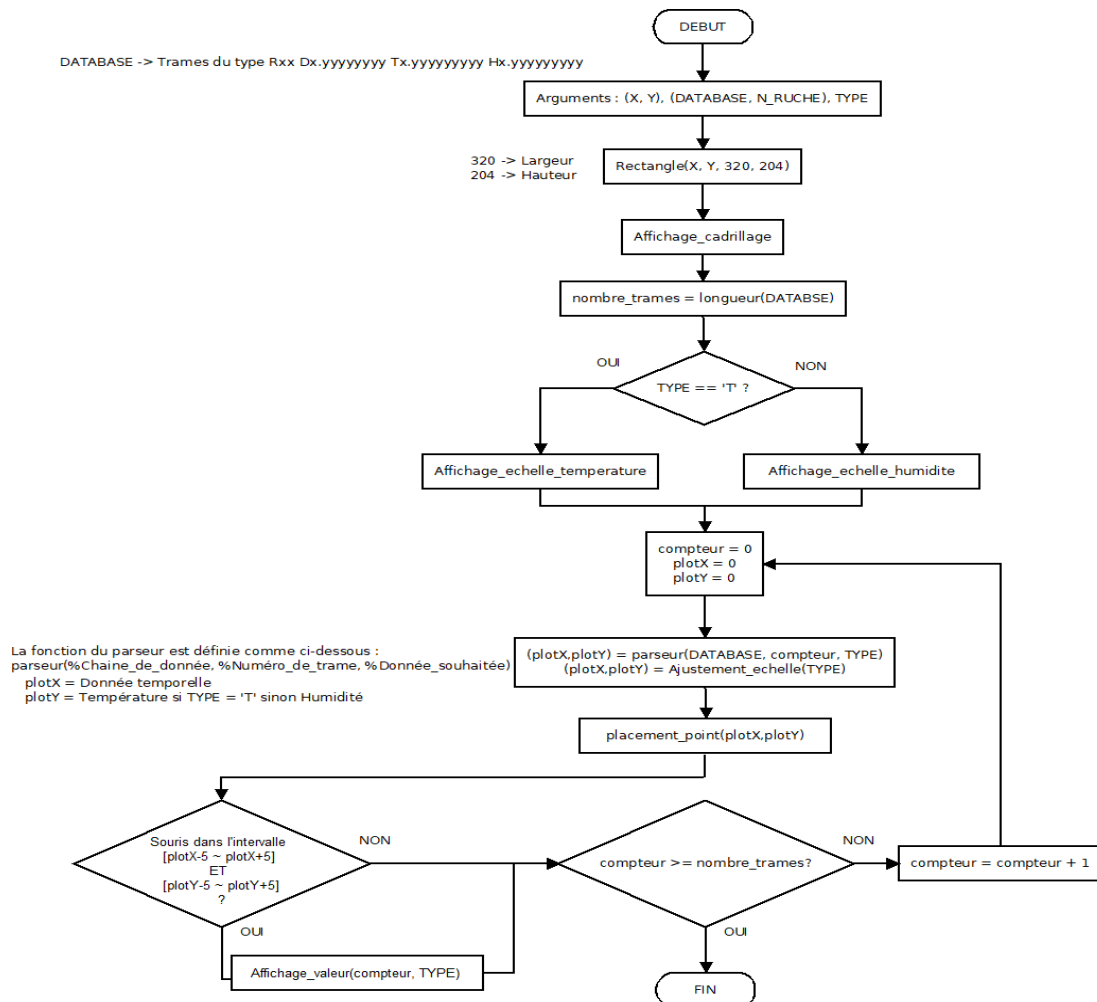 DEBUT
DATABASE -> Trames du type Rxx Dx.yyyyyyyy Tx.yyyyyyyyy Hx.yyyyyyyyy
Arguments : (X, Y), (DATABASE, N_RUCHE), TYPE
320 -> Largeur
204 -> Hauteur
Rectangle(X, Y, 320, 204)
Affichage_cadrillage
nombre_trames = longueur(DATABSE)
OUI
NON
TYPE == 'T' ?
Affichage_echelle_temperature
Affichage_echelle_humidite
compteur = 0
plotX = 0
plotY = 0
La fonction du parseur est définie comme ci-dessous :
parseur(%Chaine_de_donnée, %Numéro_de_trame, %Donnée_souhaitée)
plotX = Donnée temporelle
plotY = Température si TYPE = 'T' sinon Humidité
(plotX,plotY) = parseur(DATABASE, compteur, TYPE)
(plotX,plotY) = Ajustement_echelle(TYPE)
placement_point(plotX,plotY)
Souris dans l'intervalle
[plotX-5 ~ plotX+5]
ET
[plotY-5 ~ plotY+5]
?
NON
OUI
Affichage_valeur(compteur, TYPE)
compteur >= nombre_trames?
NON
OUI
compteur = compteur + 1
FIN